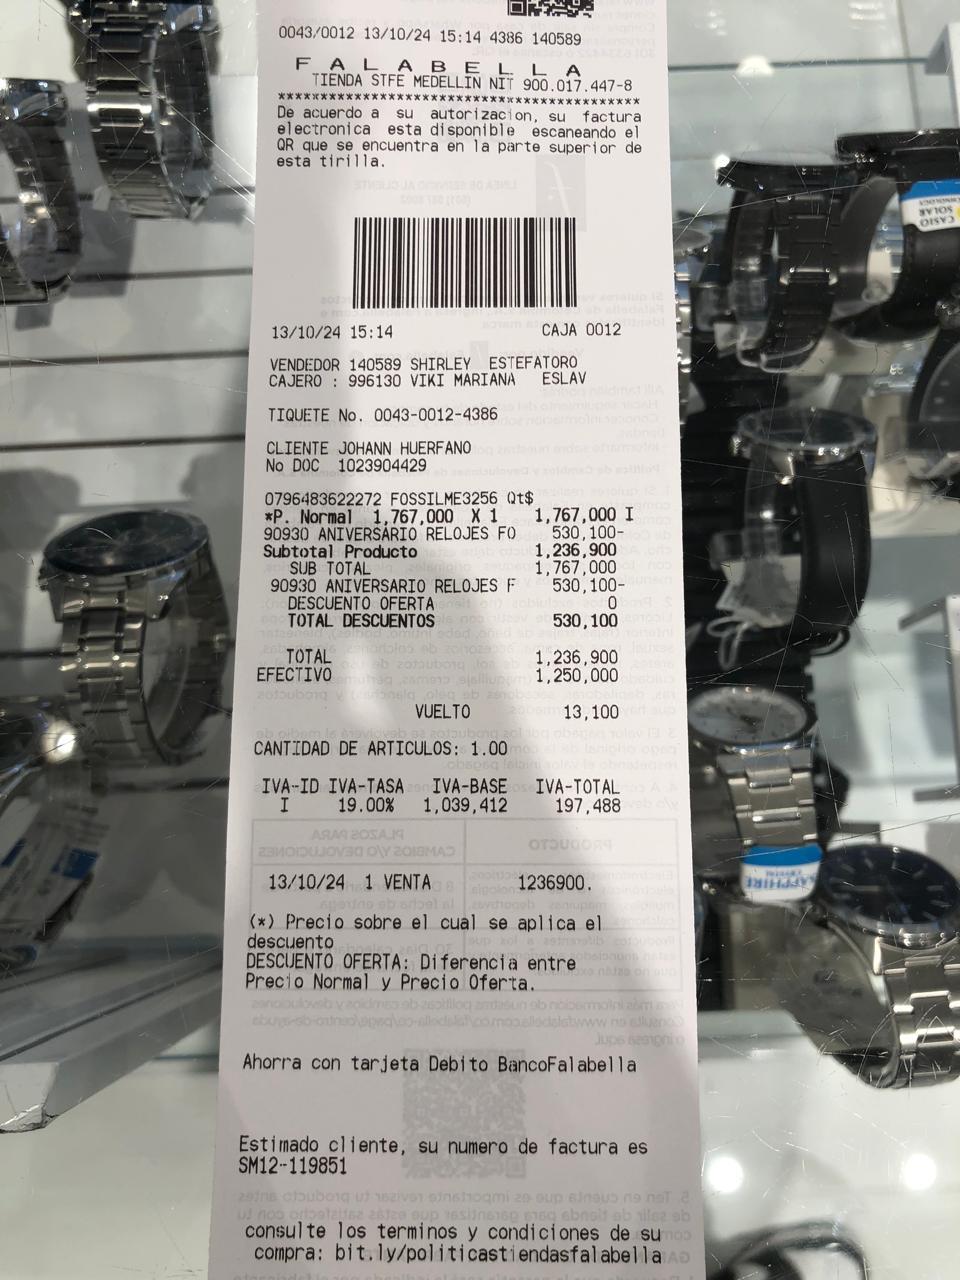 0043/0012 13/10/24 15:14 4386 140589
F A L A B E L L A
TIENDA STFE MEDELLIN NIT 900.017.447-8
****************************************
De acuerdo a su autorizacion, su factura
electronica esta disponible escaneando el
QR que se encuentra en la parte superior de
esta tirilla.
13/10/24 15:14 CAJA 0012
VENDEDOR 140589 SHIRLEY ESTEFATORO
CAJERO : 996130 VIKI MARIANA ESLAV
TIQUETE No. 0043-0012-4386
CLIENTE JOHANN HUERFANO
No DOC 1023904429
0796483622272 FOSSILME3256 Qt$
*P. Normal 1,767,000 X 1 1,767,000 I
90930 ANIVERSARIO RELOJES FO 530,100-
Subtotal Producto 1,236,900
SUB TOTAL 1,767,000
90930 ANIVERSARIO RELOJES F 530,100-
DESCUENTO OFERTA 0
TOTAL DESCUENTOS 530,100
TOTAL 1,236,900
EFECTIVO 1,250,000
VUELTO 13,100
CANTIDAD DE ARTICULOS: 1.00
IVA-ID IVA-TASA IVA-BASE IVA-TOTAL
I 19.00% 1,039,412 197,488
13/10/24 1 VENTA 1236900.
(*) Precio sobre el cual se aplica el
descuento
DESCUENTO OFERTA: Diferencia entre
Precio Normal y Precio Oferta.
Ahorra con tarjeta Debito BancoFalabella
Estimado cliente, su numero de factura es
SM12-119851
consulte los terminos y condiciones de su
compra: bit.ly/politicastiendasfalabella
CASIO
SOLAR
SAPPHIRE